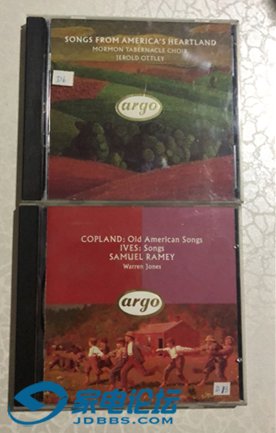 SONGS FROM AMERICA'S HEARTLAND
MORMON TABERNACLE CHOIR
JEROLD OTTLEY
argo
COPLAND: Old American Songs
IVES: Songs
SAMUEL RAMEY
Warren Jones
argo
家电论坛
JDBBS.COM